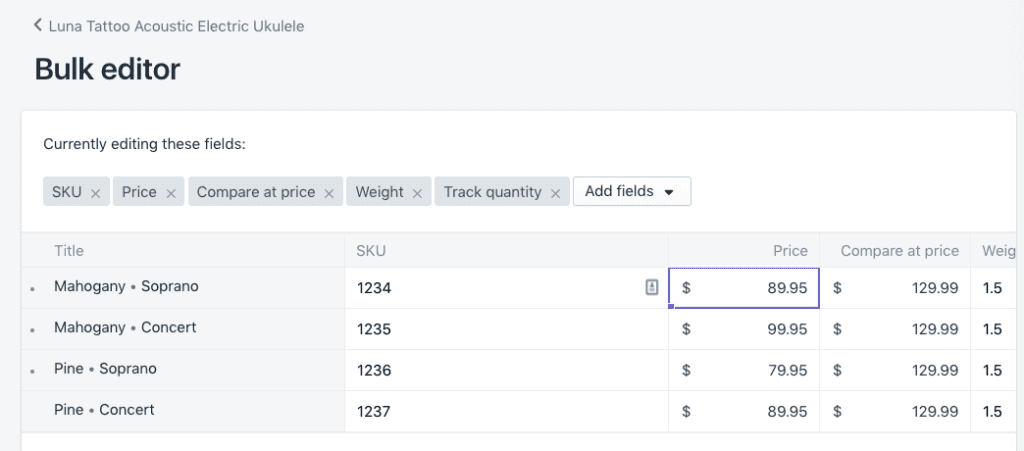 Luna Tattoo Acoustic Electric Ukulele
Bulk editor
Currently editing these fields:
SKU × Price × Compare at price × Weight × Track quantity × Add fields
Title SKU Price Compare at price Weig
Mahogany • Soprano 1234 $ 89.95 $ 129.99 1.5
Mahogany • Concert 1235 $ 99.95 $ 129.99 1.5
Pine • Soprano 1236 $ 79.95 $ 129.99 1.5
Pine • Concert 1237 $ 89.95 $ 129.99 1.5